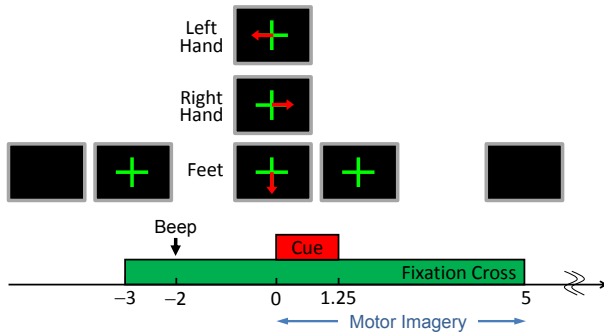 Left
Hand
Right
Hand
Feet
Beep
Cue
Fixation Cross
−3 −2 0 1.25 5
Motor Imagery